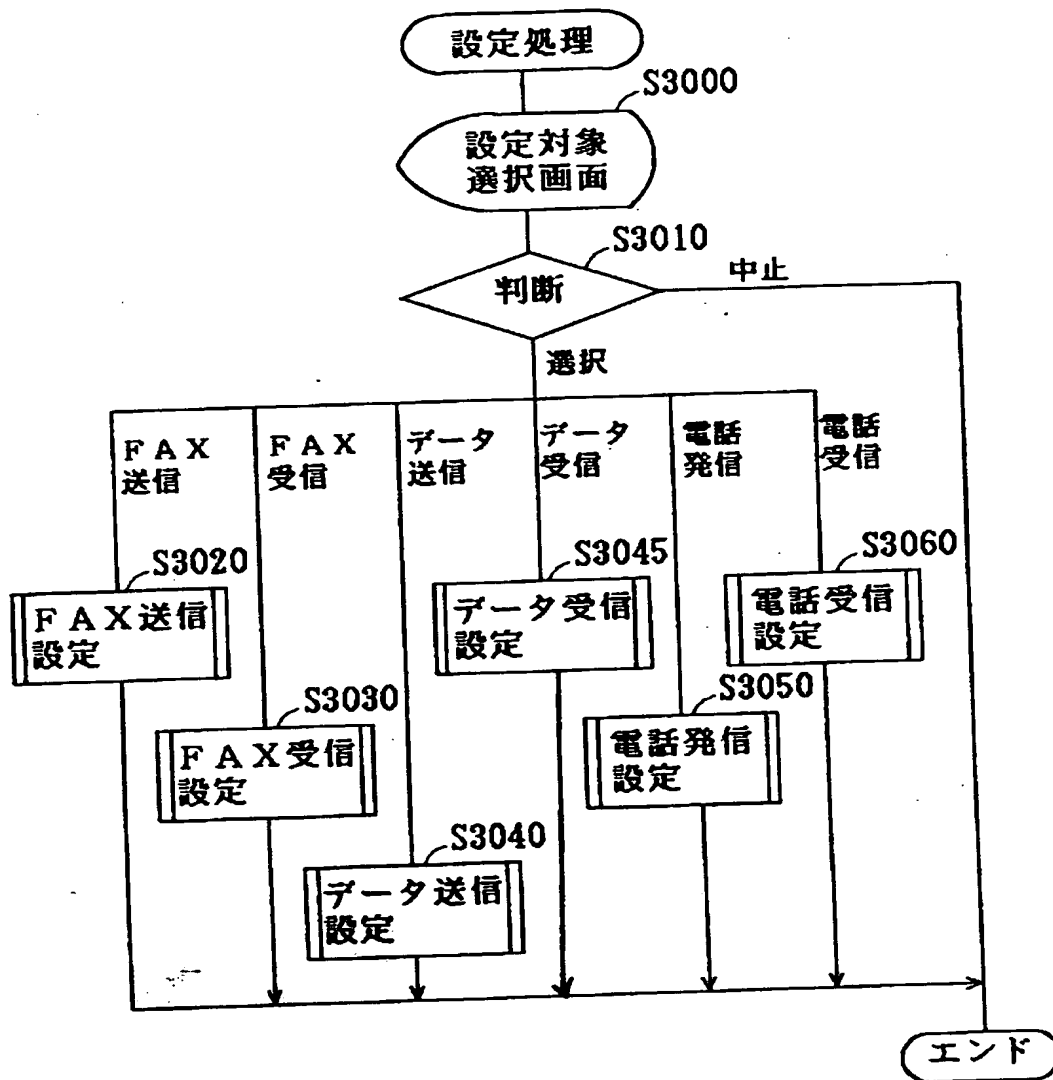 設定処理
S3000
設定対象
選択画面
S3010
判断
中止
選択
ＦＡＸ
送信
ＦＡＸ
受信
データ
送信
データ
受信
電話
発信
電話
受信
S3020
ＦＡＸ送信
設定
S3045
データ受信
設定
S3060
電話受信
設定
S3030
ＦＡＸ受信
設定
S3050
電話発信
設定
S3040
データ送信
設定
エンド